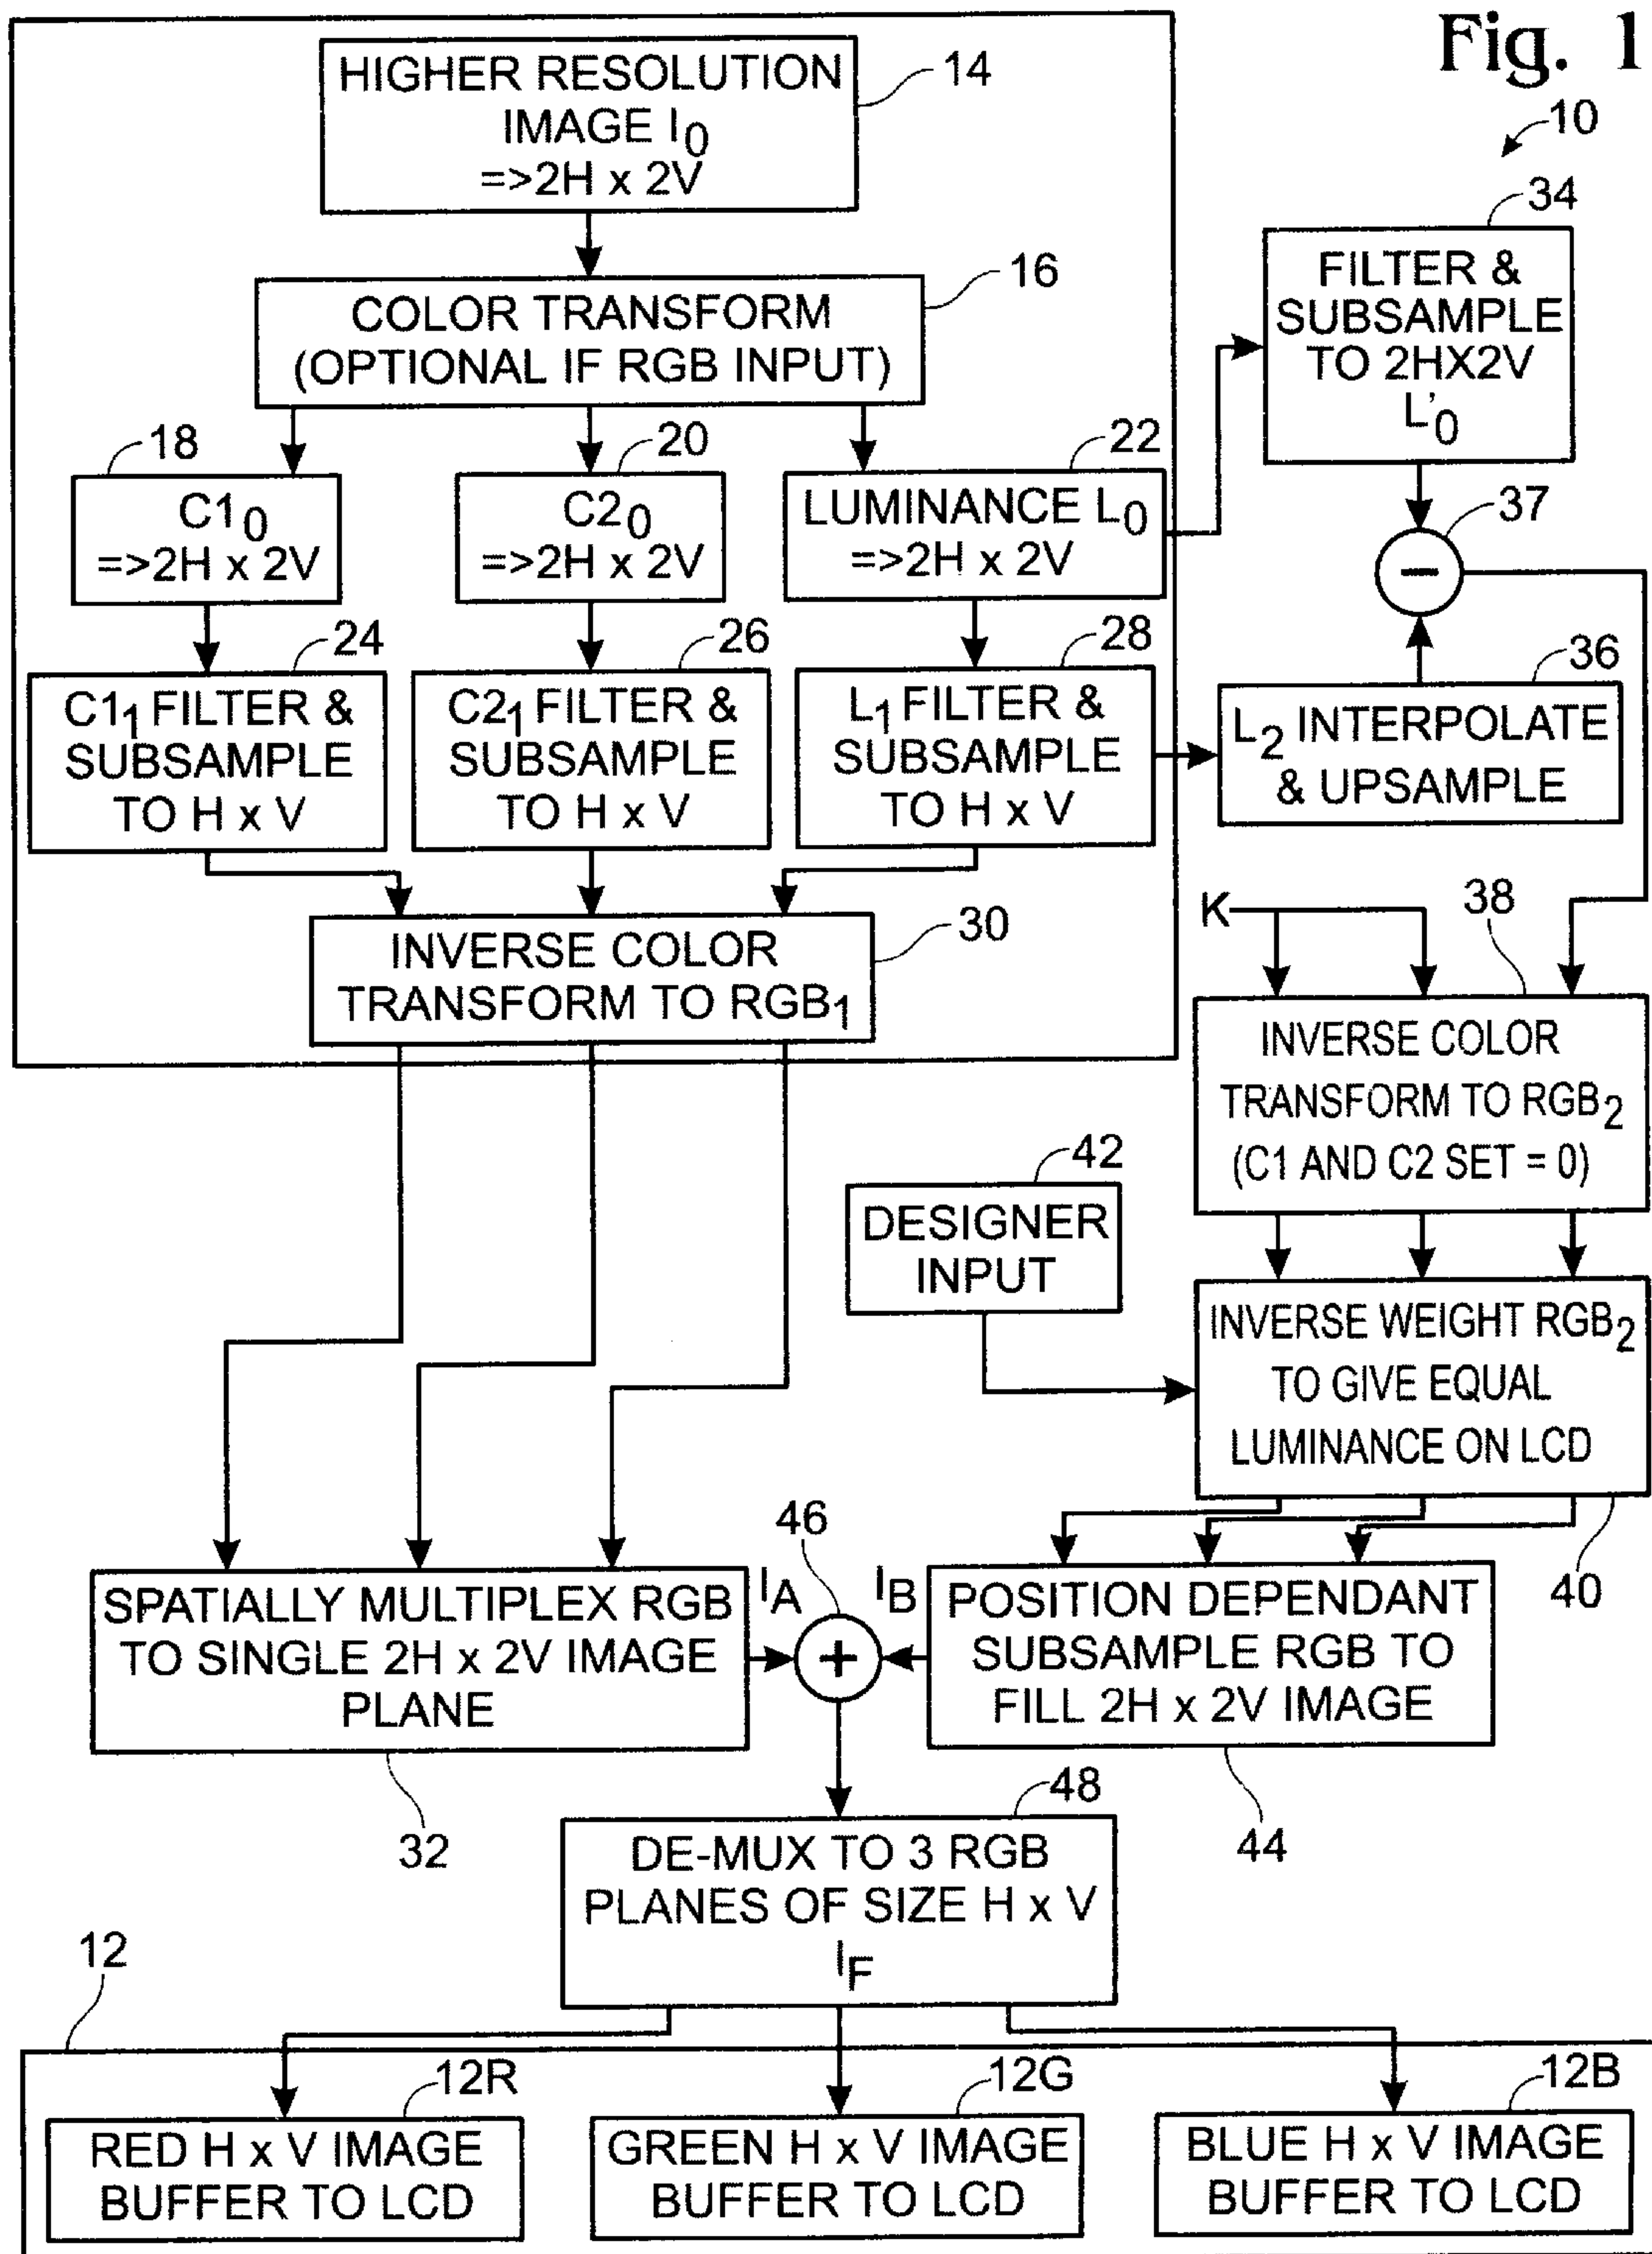 Fig. 1
10
HIGHER RESOLUTION
IMAGE I0
=>2H x 2V
14
COLOR TRANSFORM
(OPTIONAL IF RGB INPUT)
16
34
FILTER &
SUBSAMPLE
TO 2HX2V
L'0
18
C10
=>2H x 2V
20
C20
=>2H x 2V
22
LUMINANCE L0
=>2H x 2V
37
−
24
C11 FILTER &
SUBSAMPLE
TO H x V
26
C21 FILTER &
SUBSAMPLE
TO H x V
28
L1 FILTER &
SUBSAMPLE
TO H x V
36
L2 INTERPOLATE
& UPSAMPLE
30
INVERSE COLOR
TRANSFORM TO RGB1
K
38
INVERSE COLOR
TRANSFORM TO RGB2
(C1 AND C2 SET = 0)
42
DESIGNER
INPUT
INVERSE WEIGHT RGB2
TO GIVE EQUAL
LUMINANCE ON LCD
40
SPATIALLY MULTIPLEX RGB
TO SINGLE 2H x 2V IMAGE
PLANE
32
IA
46
+
IB
POSITION DEPENDANT
SUBSAMPLE RGB TO
FILL 2H x 2V IMAGE
44
48
DE-MUX TO 3 RGB
PLANES OF SIZE H x V
IF
12
12R
RED H x V IMAGE
BUFFER TO LCD
12G
GREEN H x V IMAGE
BUFFER TO LCD
12B
BLUE H x V IMAGE
BUFFER TO LCD